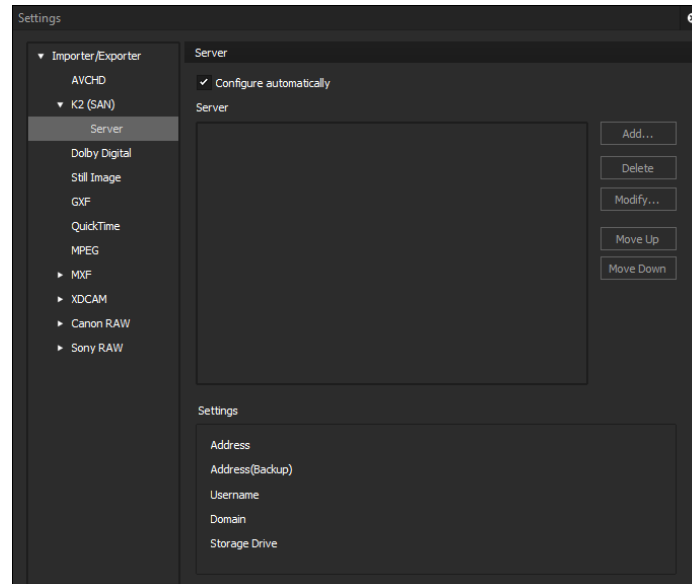 Settings
Importer/Exporter
AVCHD
K2 (SAN)
Server
Dolby Digital
Still Image
GXF
QuickTime
MPEG
MXF
XDCAM
Canon RAW
Sony RAW
Server
Configure automatically
Server
Add...
Delete
Modify...
Move Up
Move Down
Settings
Address
Address(Backup)
Username
Domain
Storage Drive